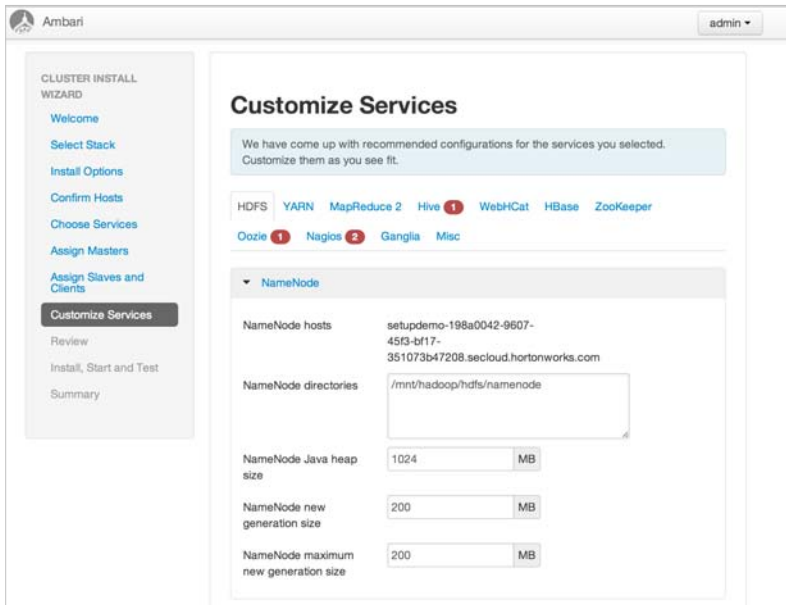 Ambari
admin
CLUSTER INSTALL
WIZARD
Welcome
Select Stack
Install Options
Confirm Hosts
Choose Services
Assign Masters
Assign Slaves and
Clients
Customize Services
Review
Install, Start and Test
Summary
Customize Services
We have come up with recommended configurations for the services you selected.
Customize them as you see fit.
HDFS YARN MapReduce 2 Hive 1 WebHCat HBase ZooKeeper
Oozie 1 Nagios 2 Ganglia Misc
NameNode
NameNode hosts
setupdemo-198a0042-9607-
45f3-bf17-
351073b47208.secloud.hortonworks.com
NameNode directories
/mnt/hadoop/hdfs/namenode
NameNode Java heap
size
1024 MB
NameNode new
generation size
200 MB
NameNode maximum
new generation size
200 MB